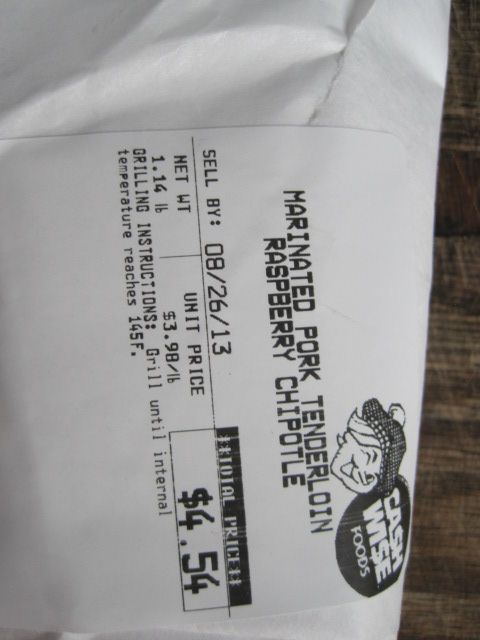 CASH
WISE
FOODS
MARINATED PORK TENDERLOIN
RASPBERRY CHIPOTLE
SELL BY: 08/26/13
**TOTAL PRICE**
NET WT UNIT PRICE
1.14 lb $3.98/lb $4.54
GRILLING INSTRUCTIONS: Grill until internal
temperature reaches 145F.